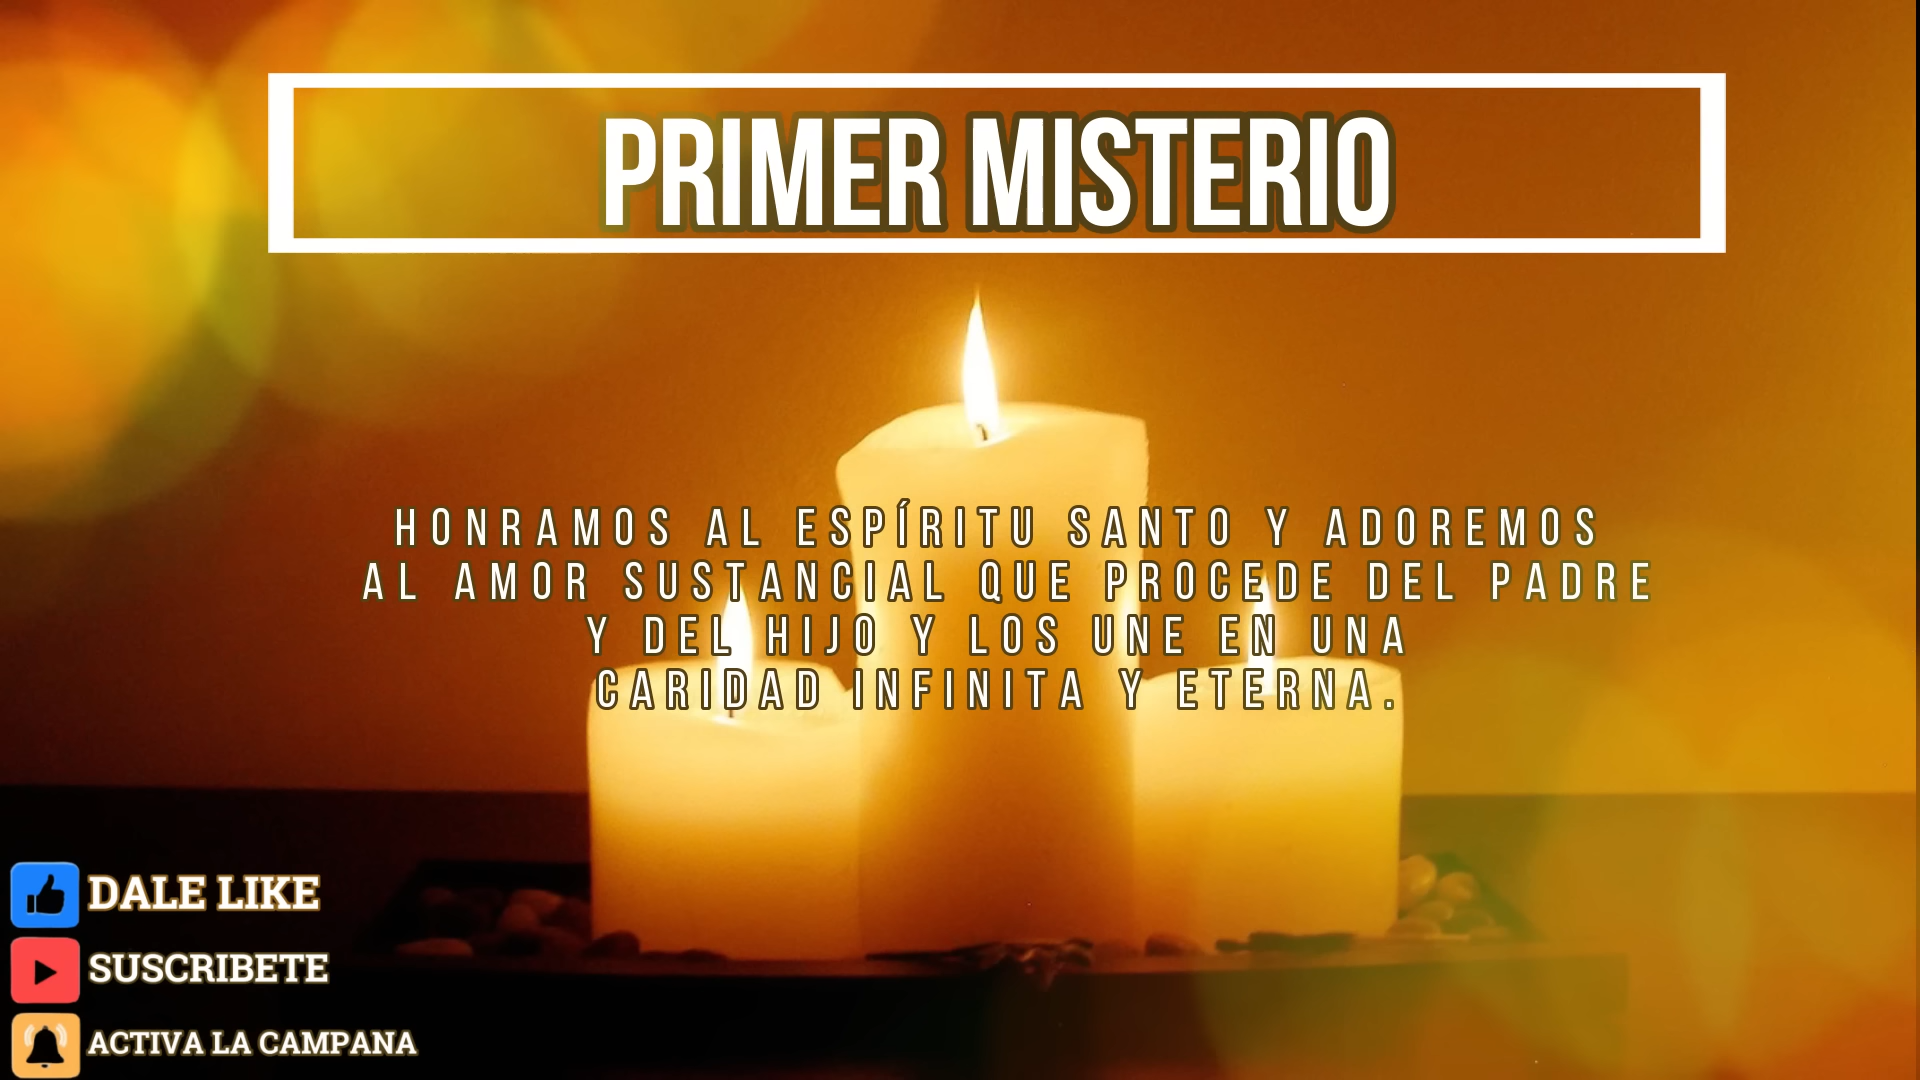 PRIMER MISTERIO
HONRAMOS AL ESPÍRITU SANTO Y ADOREMOS
AL AMOR SUSTANCIAL QUE PROCEDE DEL PADRE
Y DEL HIJO Y LOS UNE EN UNA
CARIDAD INFINITA Y ETERNA.
DALE LIKE
SUSCRIBETE
ACTIVA LA CAMPANA